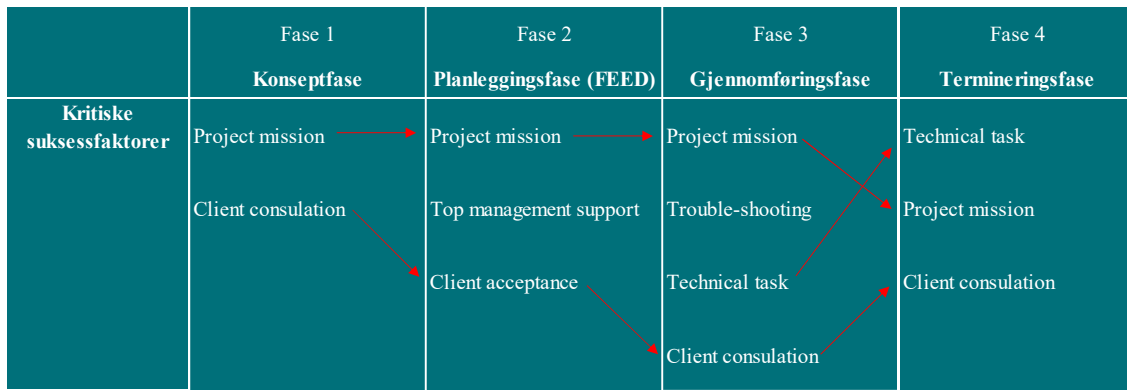 Fase 1
Fase 2
Fase 3
Fase 4
Konseptfase
Planleggingsfase (FEED)
Gjennomføringsfase
Termineringsfase
Kritiske
suksessfaktorer
Project mission
Project mission
Project mission
Technical task
Client consulation
Top management support
Trouble-shooting
Project mission
Client acceptance
Technical task
Client consulation
Client consulation